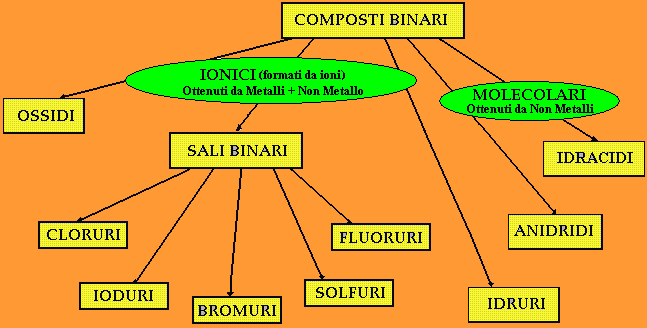 COMPOSTI BINARI
IONICI (formati da ioni)
Ottenuti da Metalli + Non Metallo
MOLECOLARI
Ottenuti da Non Metalli
OSSIDI
SALI BINARI
IDRACIDI
CLORURI
FLUORURI
ANIDRIDI
IODURI
BROMURI
SOLFURI
IDRURI